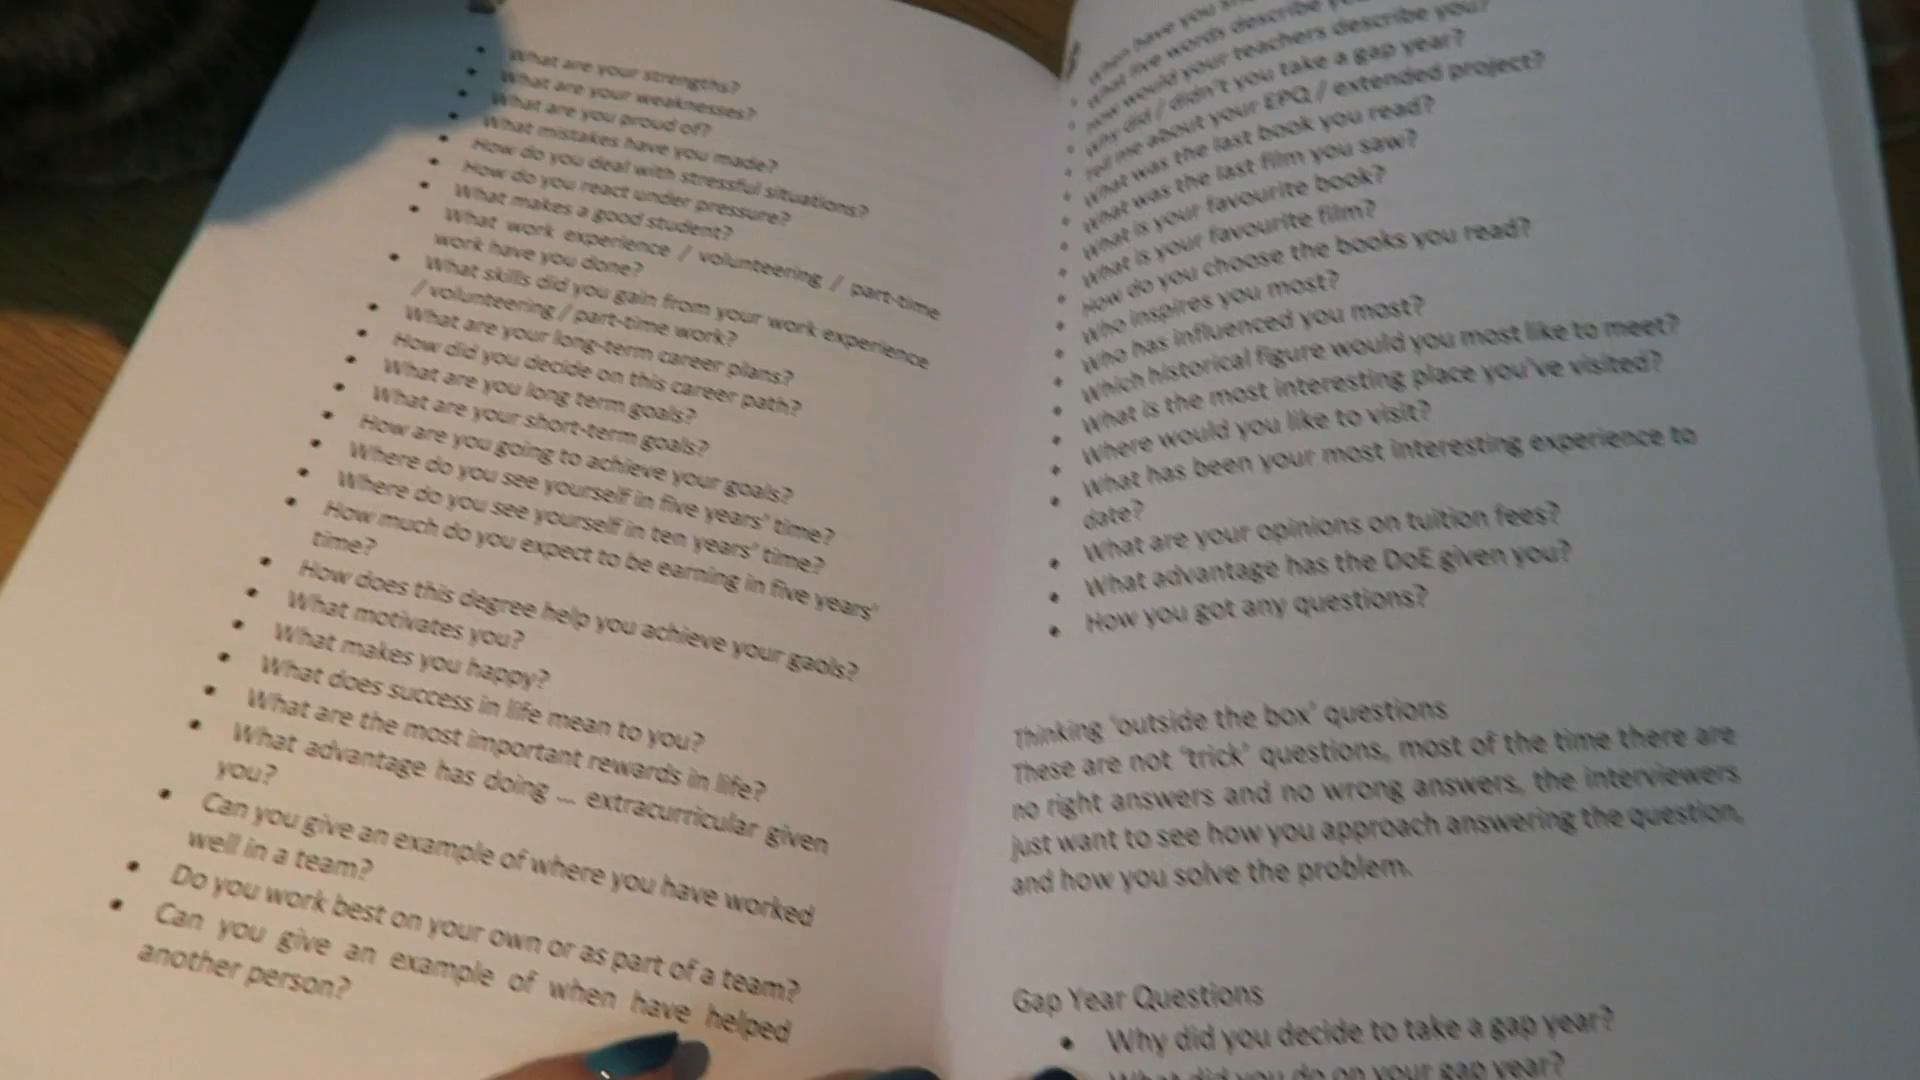 What are your strengths?
What are your weaknesses?
What are you proud of?
What mistakes have you made?
How do you deal with stressful situations?
How do you react under pressure?
What makes a good student?
What work experience / volunteering / part-time
work have you done?
What skills did you gain from your work experience
/ volunteering / part-time work?
What are your long-term career plans?
How did you decide on this career path?
What are you long term goals?
What are your short-term goals?
How are you going to achieve your goals?
Where do you see yourself in five years' time?
Where do you see yourself in ten years' time?
How much do you expect to be earning in five years'
time?
How does this degree help you achieve your gaols?
What motivates you?
What makes you happy?
What does success in life mean to you?
What are the most important rewards in life?
What advantage has doing ... extracurricular given
you?
Can you give an example of where you have worked
well in a team?
Do you work best on your own or as part of a team?
Can you give an example of when have helped
another person?
When have you
What five words describe
How would your teachers describe you?
Why did / didn't you take a gap year?
Tell me about your EPQ / extended project?
What was the last book you read?
What was the last film you saw?
What is your favourite book?
What is your favourite film?
How do you choose the books you read?
Who inspires you most?
Who has influenced you most?
Which historical figure would you most like to meet?
What is the most interesting place you've visited?
Where would you like to visit?
What has been your most interesting experience to
date?
What are your opinions on tuition fees?
What advantage has the DoE given you?
How you got any questions?
Thinking 'outside the box' questions
These are not 'trick' questions, most of the time there are
no right answers and no wrong answers, the interviewers
just want to see how you approach answering the question,
and how you solve the problem.
Gap Year Questions
Why did you decide to take a gap year?
What did you do on your gap year?